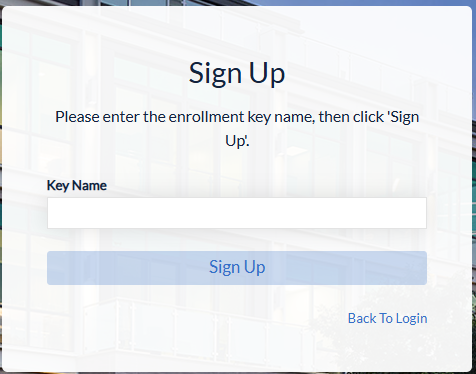 Sign Up
Please enter the enrollment key name, then click 'Sign
Up'.
Key Name
Sign Up
Back To Login